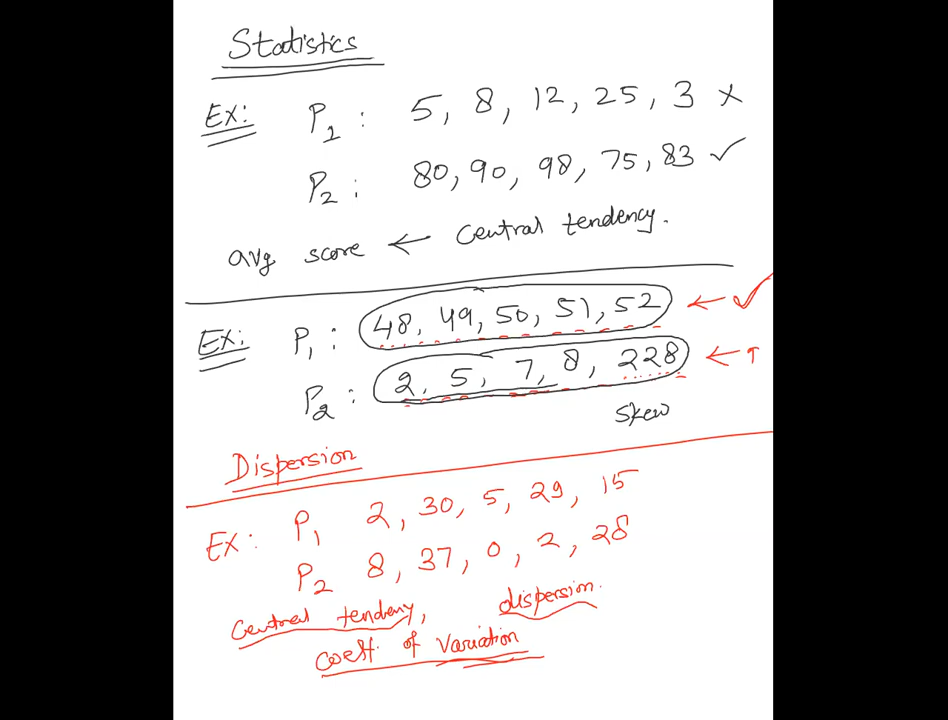 Statistics
Ex: P1 : 5, 8, 12, 25, 3 ×
P2 : 80, 90, 98, 75, 83 ✓
avg score ← Central tendency.
Ex: P1 : 48, 49, 50, 51, 52 ← ✓
P2 : 2, 5, 7, 8, 228 ← ↑
Skew
Dispersion
Ex: P1 2, 30, 5, 29, 15
P2 8, 37, 0, 2, 28
Central tendeny, dispersion.
Coeff. of Variation